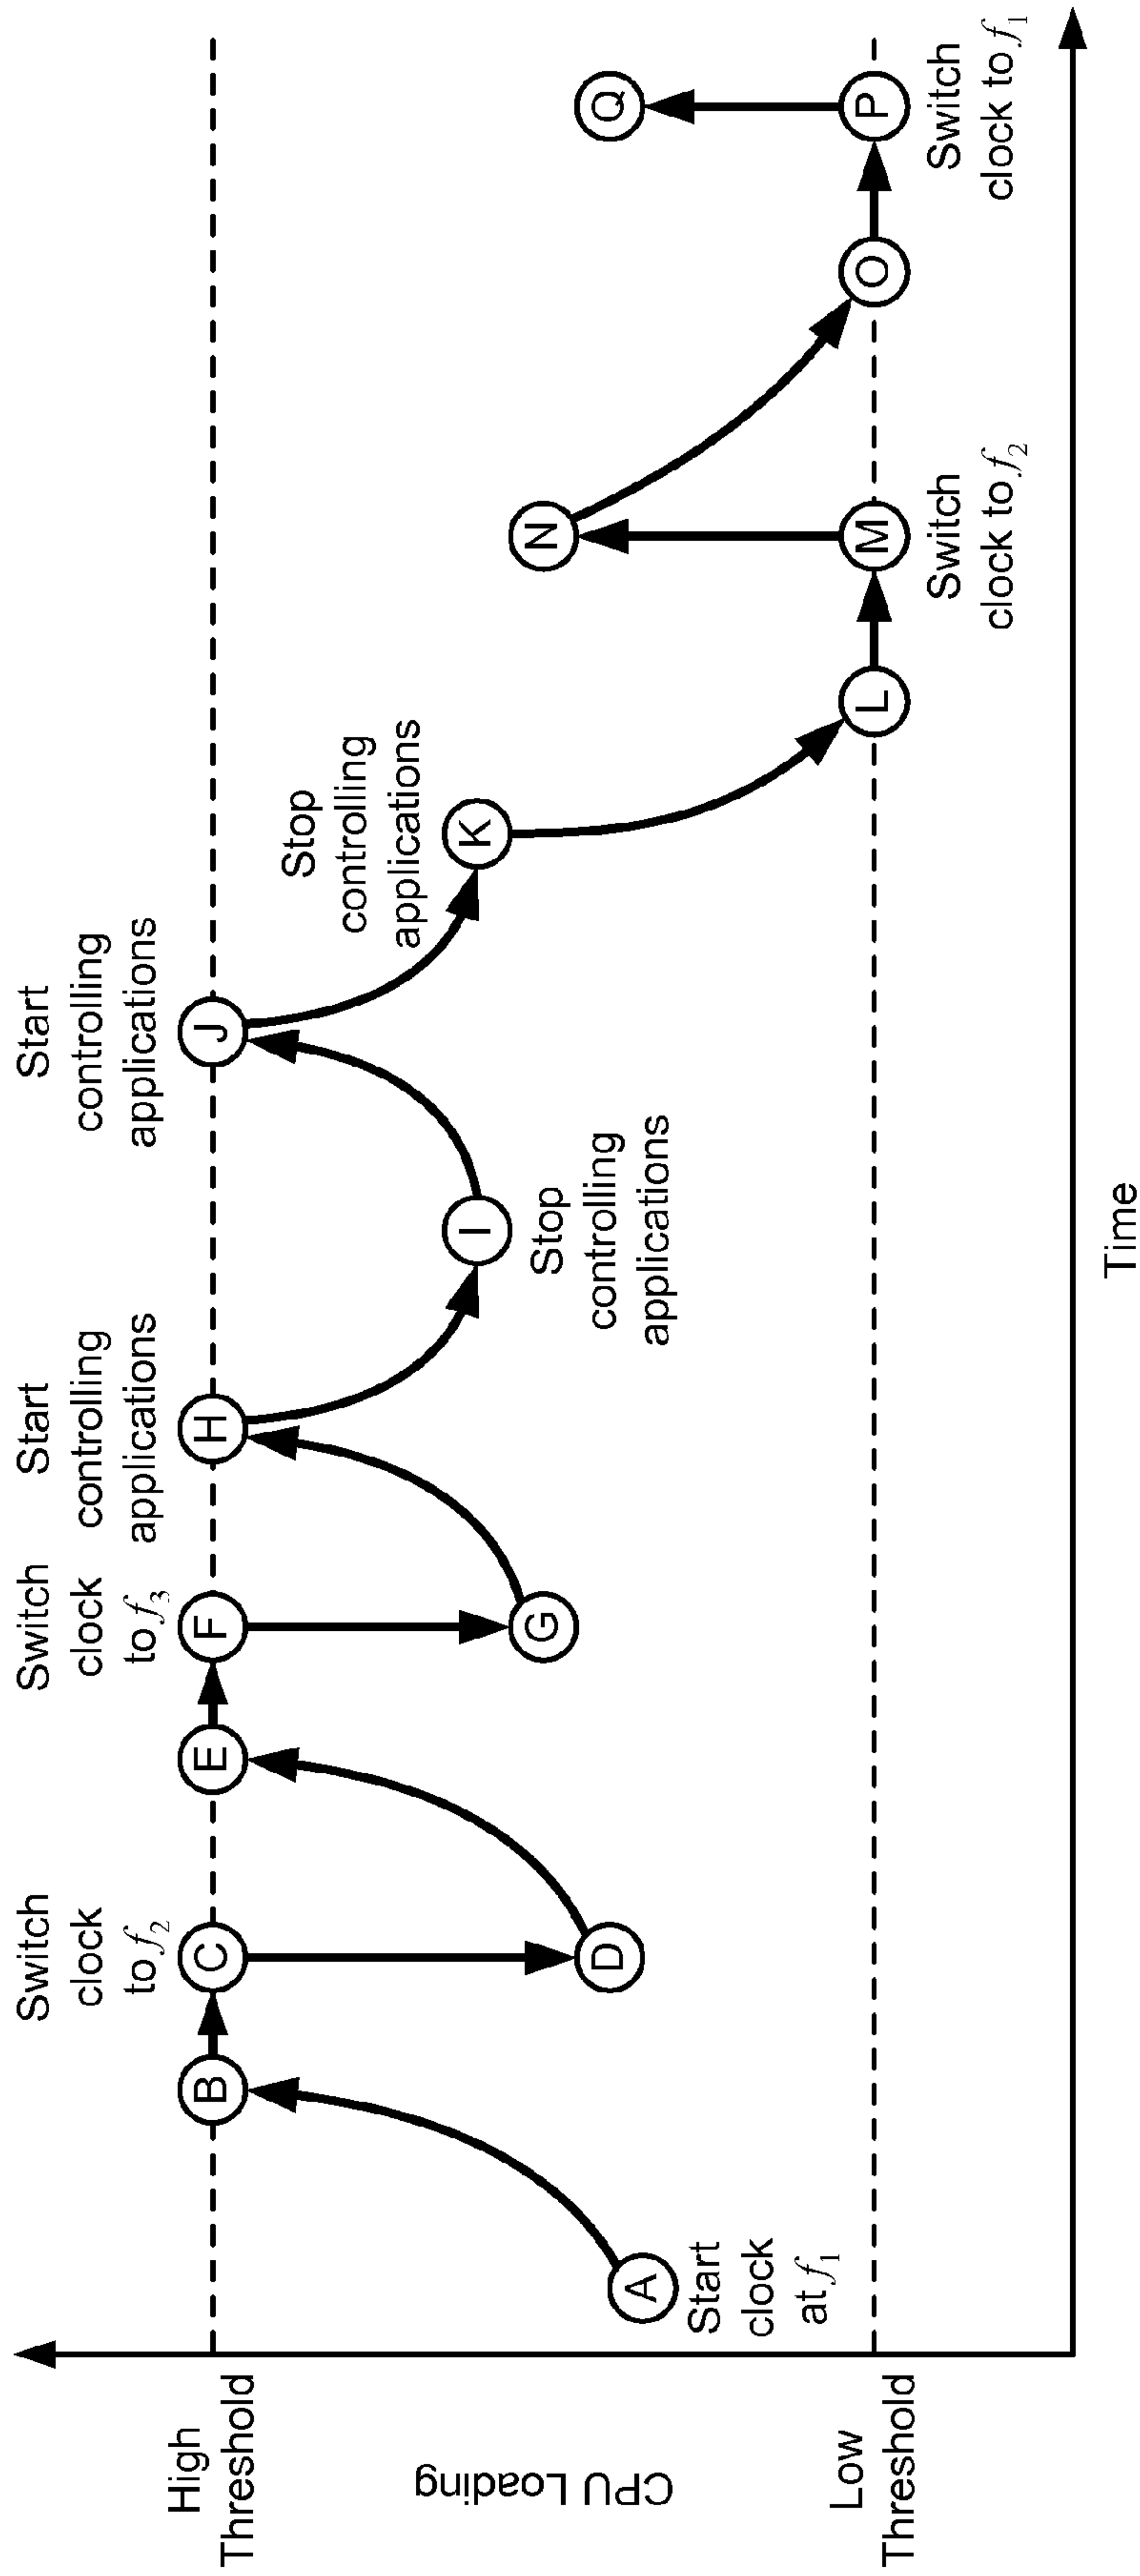 High
Threshold
CPU Loading
Low
Threshold
A
Start
clock
at f1
B
C
Switch
clock
to f2
D
E
F
Switch
clock
to f3
G
H
Start
controlling
applications
I
Stop
controlling
applications
J
Start
controlling
applications
K
Stop
controlling
applications
L
M
Switch
clock to f2
N
O
P
Switch
clock to f1
Q
Time